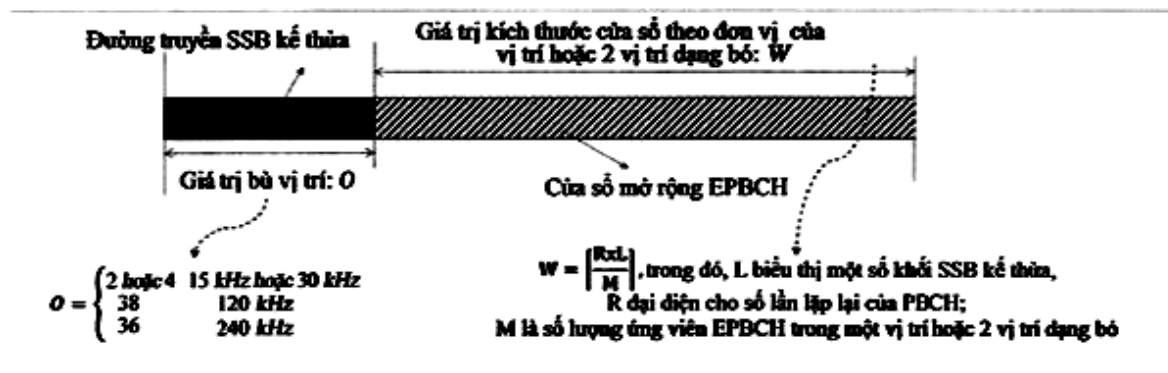 Đường truyền SSB kế thừa
Giá trị kích thước cửa sổ theo đơn vị của
vị trí hoặc 2 vị trí dạng bó: W
Giá trị bù vị trí: O
Cửa sổ mở rộng EPBCH
O = { 2 hoặc 4 15 kHz hoặc 30 kHz
38 120 kHz
36 240 kHz
W = ⌈RxL/M⌉, trong đó, L biểu thị một số khối SSB kế thừa,
R đại diện cho số lần lặp lại của PBCH;
M là số lượng ứng viên EPBCH trong một vị trí hoặc 2 vị trí dạng bó